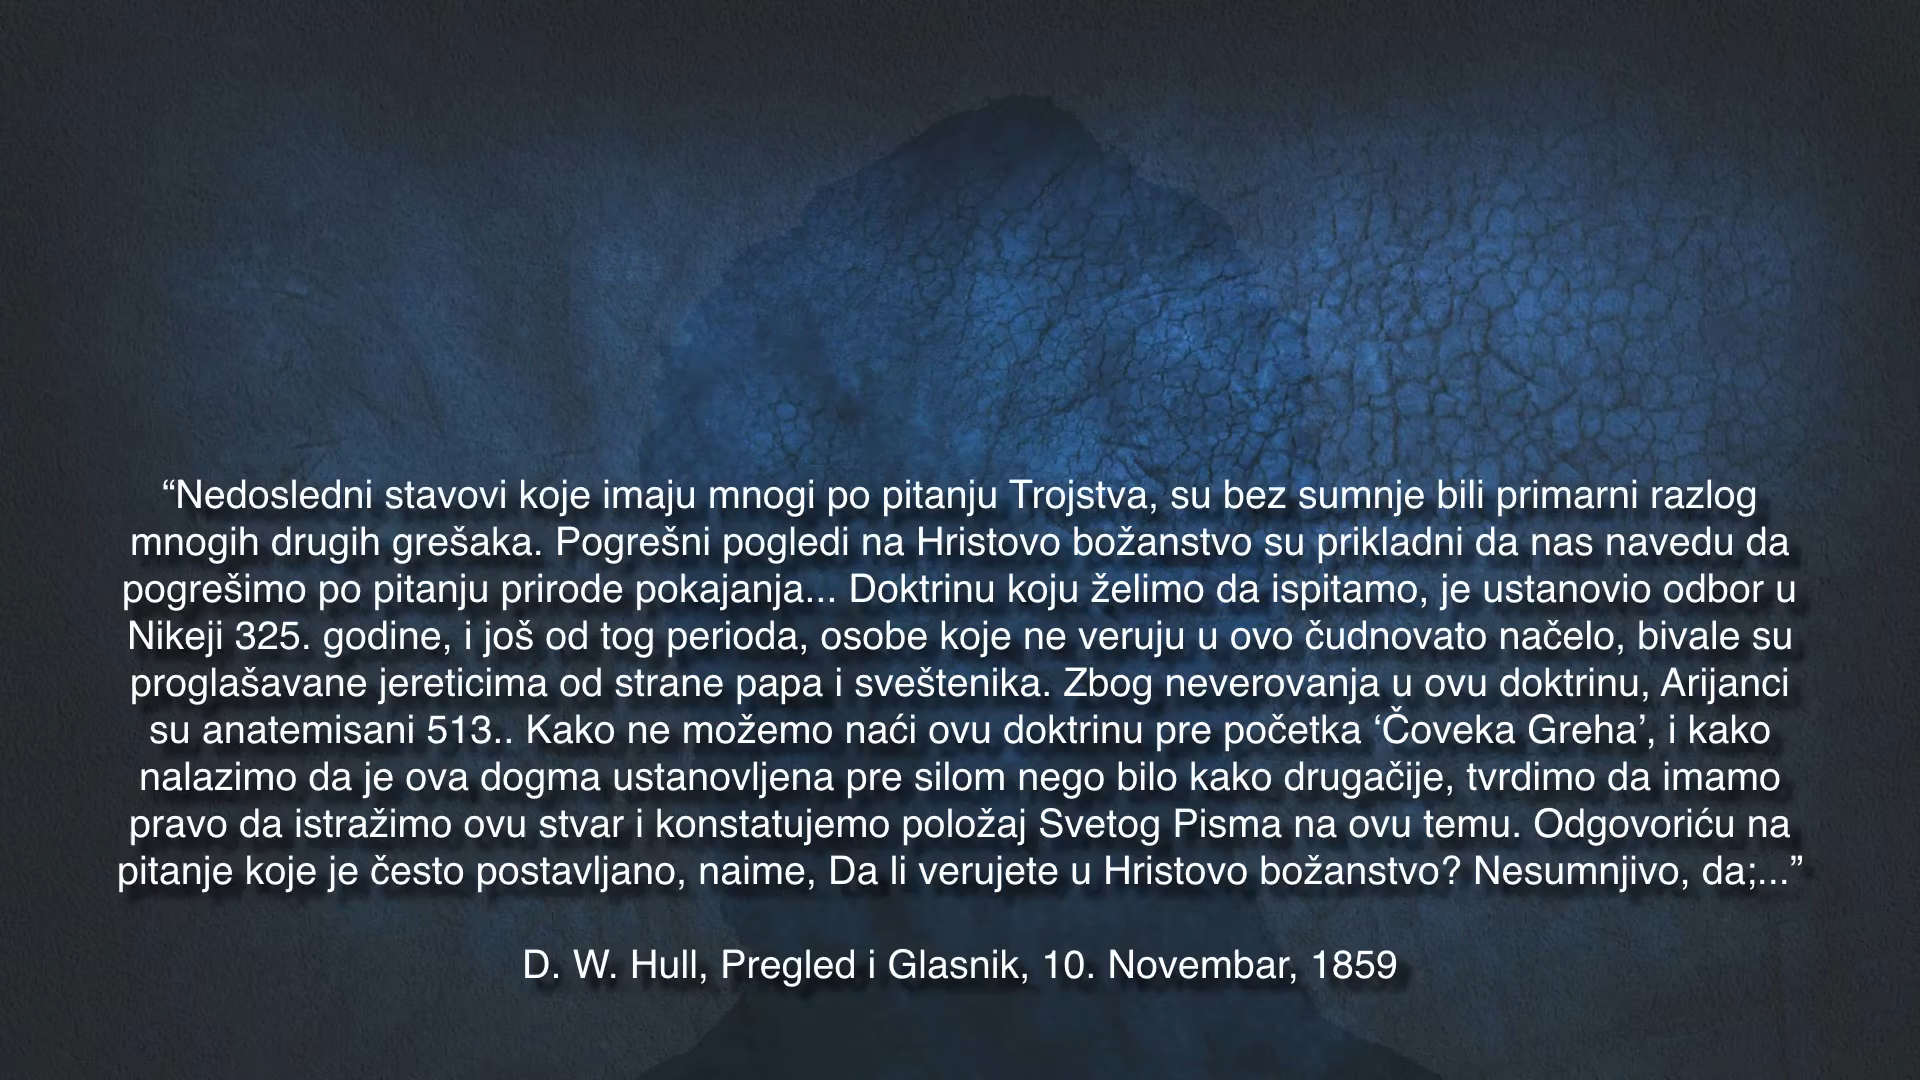 “Nedosledni stavovi koje imaju mnogi po pitanju Trojstva, su bez sumnje bili primarni razlog
mnogih drugih grešaka. Pogrešni pogledi na Hristovo božanstvo su prikladni da nas navedu da
pogrešimo po pitanju prirode pokajanja... Doktrinu koju želimo da ispitamo, je ustanovio odbor u
Nikeji 325. godine, i još od tog perioda, osobe koje ne veruju u ovo čudnovato načelo, bivale su
proglašavane jereticima od strane papa i sveštenika. Zbog neverovanja u ovu doktrinu, Arijanci
su anatemisani 513.. Kako ne možemo naći ovu doktrinu pre početka ‘Čoveka Greha’, i kako
nalazimo da je ova dogma ustanovljena pre silom nego bilo kako drugačije, tvrdimo da imamo
pravo da istražimo ovu stvar i konstatujemo položaj Svetog Pisma na ovu temu. Odgovoriću na
pitanje koje je često postavljano, naime, Da li verujete u Hristovo božanstvo? Nesumnjivo, da;...”
D. W. Hull, Pregled i Glasnik, 10. Novembar, 1859